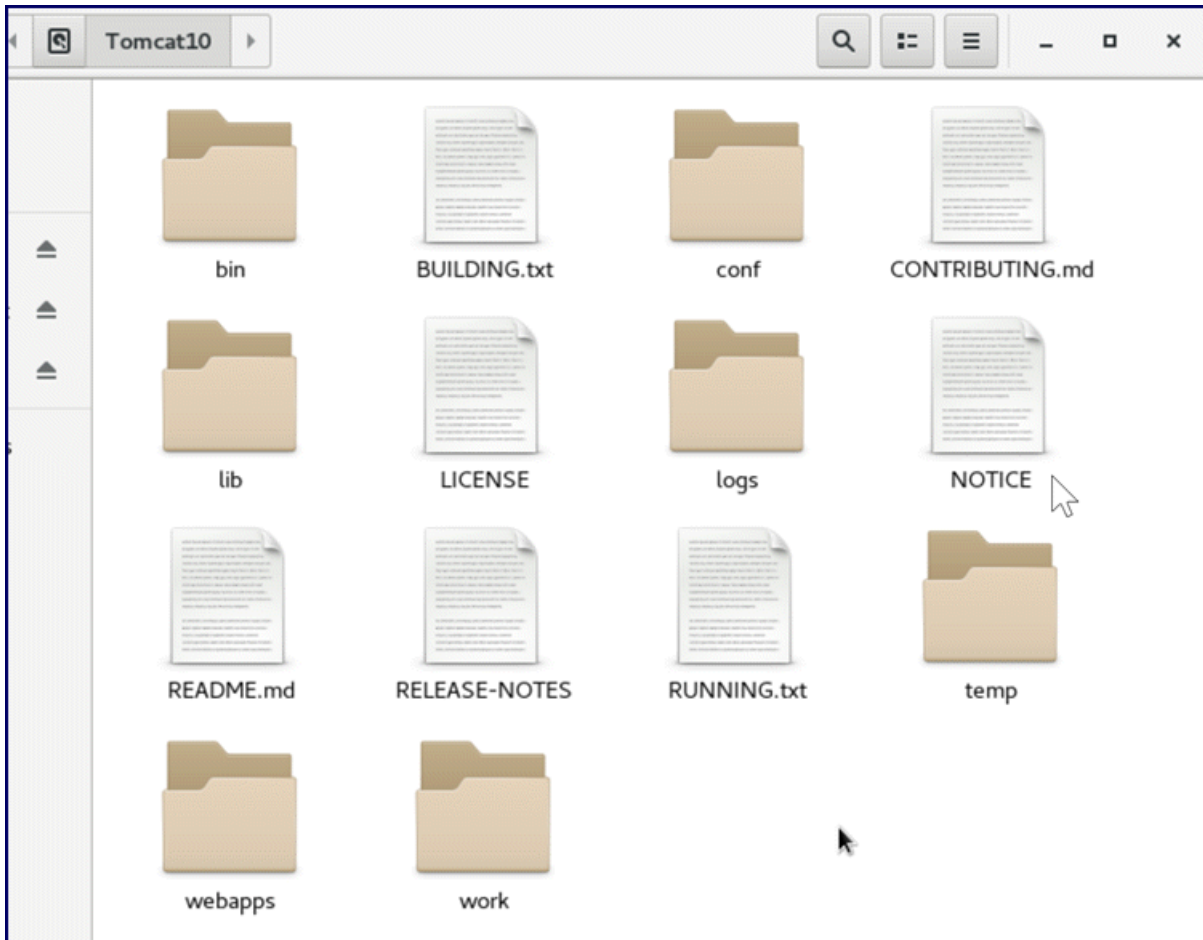 Tomcat10
bin BUILDING.txt conf CONTRIBUTING.md
lib LICENSE logs NOTICE
README.md RELEASE-NOTES RUNNING.txt temp
webapps work